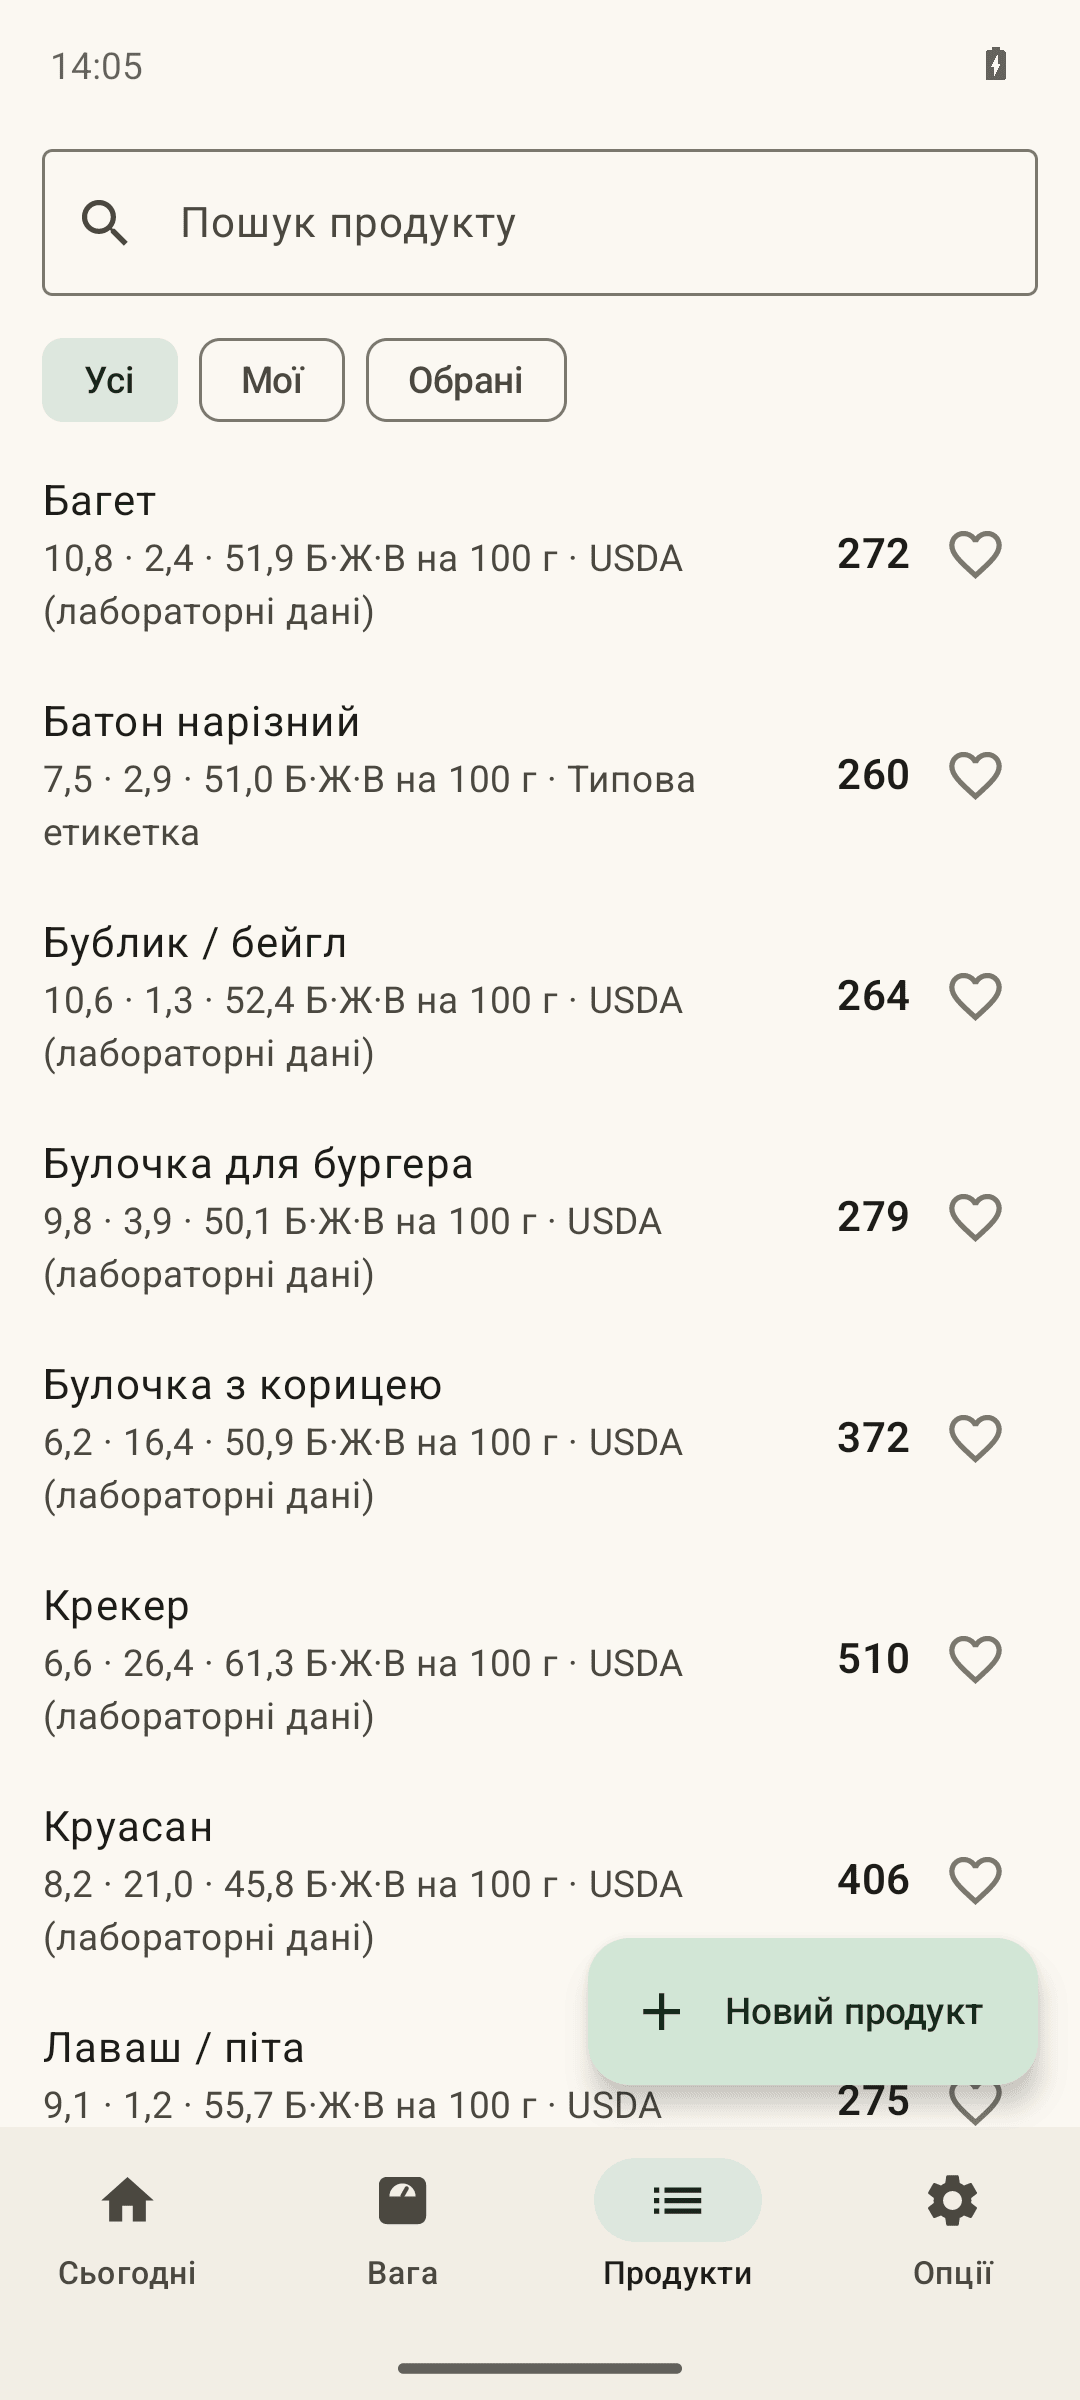 14:05
Пошук продукту
Усі
Мої
Обрані
Багет
10,8 · 2,4 · 51,9 Б·Ж·В на 100 г · USDA
(лабораторні дані)
272
Батон нарізний
7,5 · 2,9 · 51,0 Б·Ж·В на 100 г · Типова
етикетка
260
Бублик / бейгл
10,6 · 1,3 · 52,4 Б·Ж·В на 100 г · USDA
(лабораторні дані)
264
Булочка для бургера
9,8 · 3,9 · 50,1 Б·Ж·В на 100 г · USDA
(лабораторні дані)
279
Булочка з корицею
6,2 · 16,4 · 50,9 Б·Ж·В на 100 г · USDA
(лабораторні дані)
372
Крекер
6,6 · 26,4 · 61,3 Б·Ж·В на 100 г · USDA
(лабораторні дані)
510
Круасан
8,2 · 21,0 · 45,8 Б·Ж·В на 100 г · USDA
(лабораторні дані)
406
Новий продукт
Лаваш / піта
9,1 · 1,2 · 55,7 Б·Ж·В на 100 г · USDA
275
Сьогодні
Вага
Продукти
Опції